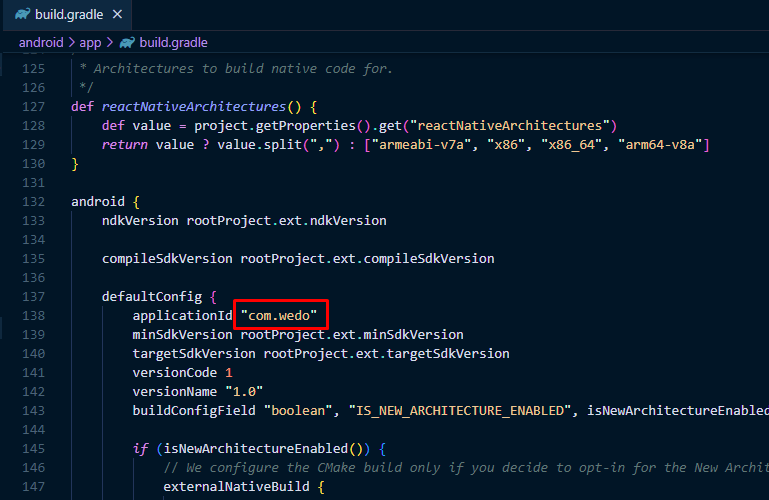 build.gradle
android > app > build.gradle
125 * Architectures to build native code for.
126 */
127 def reactNativeArchitectures() {
128 def value = project.getProperties().get("reactNativeArchitectures")
129 return value ? value.split(",") : ["armeabi-v7a", "x86", "x86_64", "arm64-v8a"]
130 }
131
132 android {
133 ndkVersion rootProject.ext.ndkVersion
134
135 compileSdkVersion rootProject.ext.compileSdkVersion
136
137 defaultConfig {
138 applicationId "com.wedo"
139 minSdkVersion rootProject.ext.minSdkVersion
140 targetSdkVersion rootProject.ext.targetSdkVersion
141 versionCode 1
142 versionName "1.0"
143 buildConfigField "boolean", "IS_NEW_ARCHITECTURE_ENABLED", isNewArchitectureEnabled
144
145 if (isNewArchitectureEnabled()) {
146 // We configure the CMake build only if you decide to opt-in for the New Archit
147 externalNativeBuild {